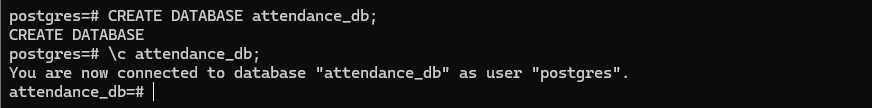 postgres=# CREATE DATABASE attendance_db;
CREATE DATABASE
postgres=# \c attendance_db;
You are now connected to database "attendance_db" as user "postgres".
attendance_db=#